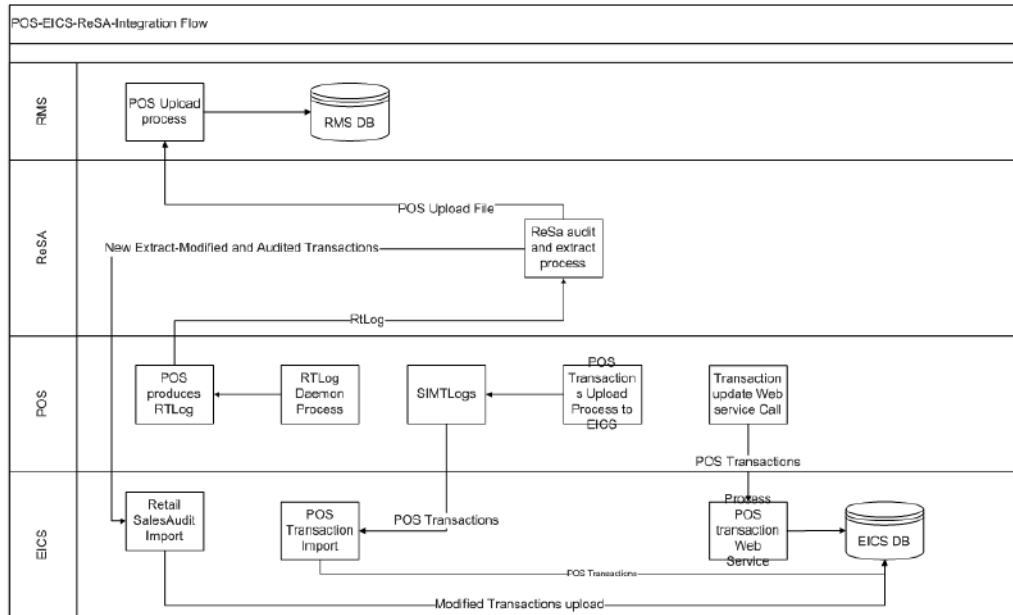 POS-EICS-ReSA-Integration Flow
RMS
POS Upload
process
RMS DB
ReSA
POS Upload File
ReSa audit
and extract
process
New Extract-Modified and Audited Transactions
RtLog
POS
POS
produces
RTLog
RTLog
Daemon
Process
SIMTLogs
POS
Transaction
s Upload
Process to
EICS
Transaction
update Web
service Call
POS Transactions
EICS
Retail
SalesAudit
Import
POS
Transaction
Import
POS Transactions
Process
POS
transaction
Web
Service
EICS DB
POS Transactions
Modified Transactions upload